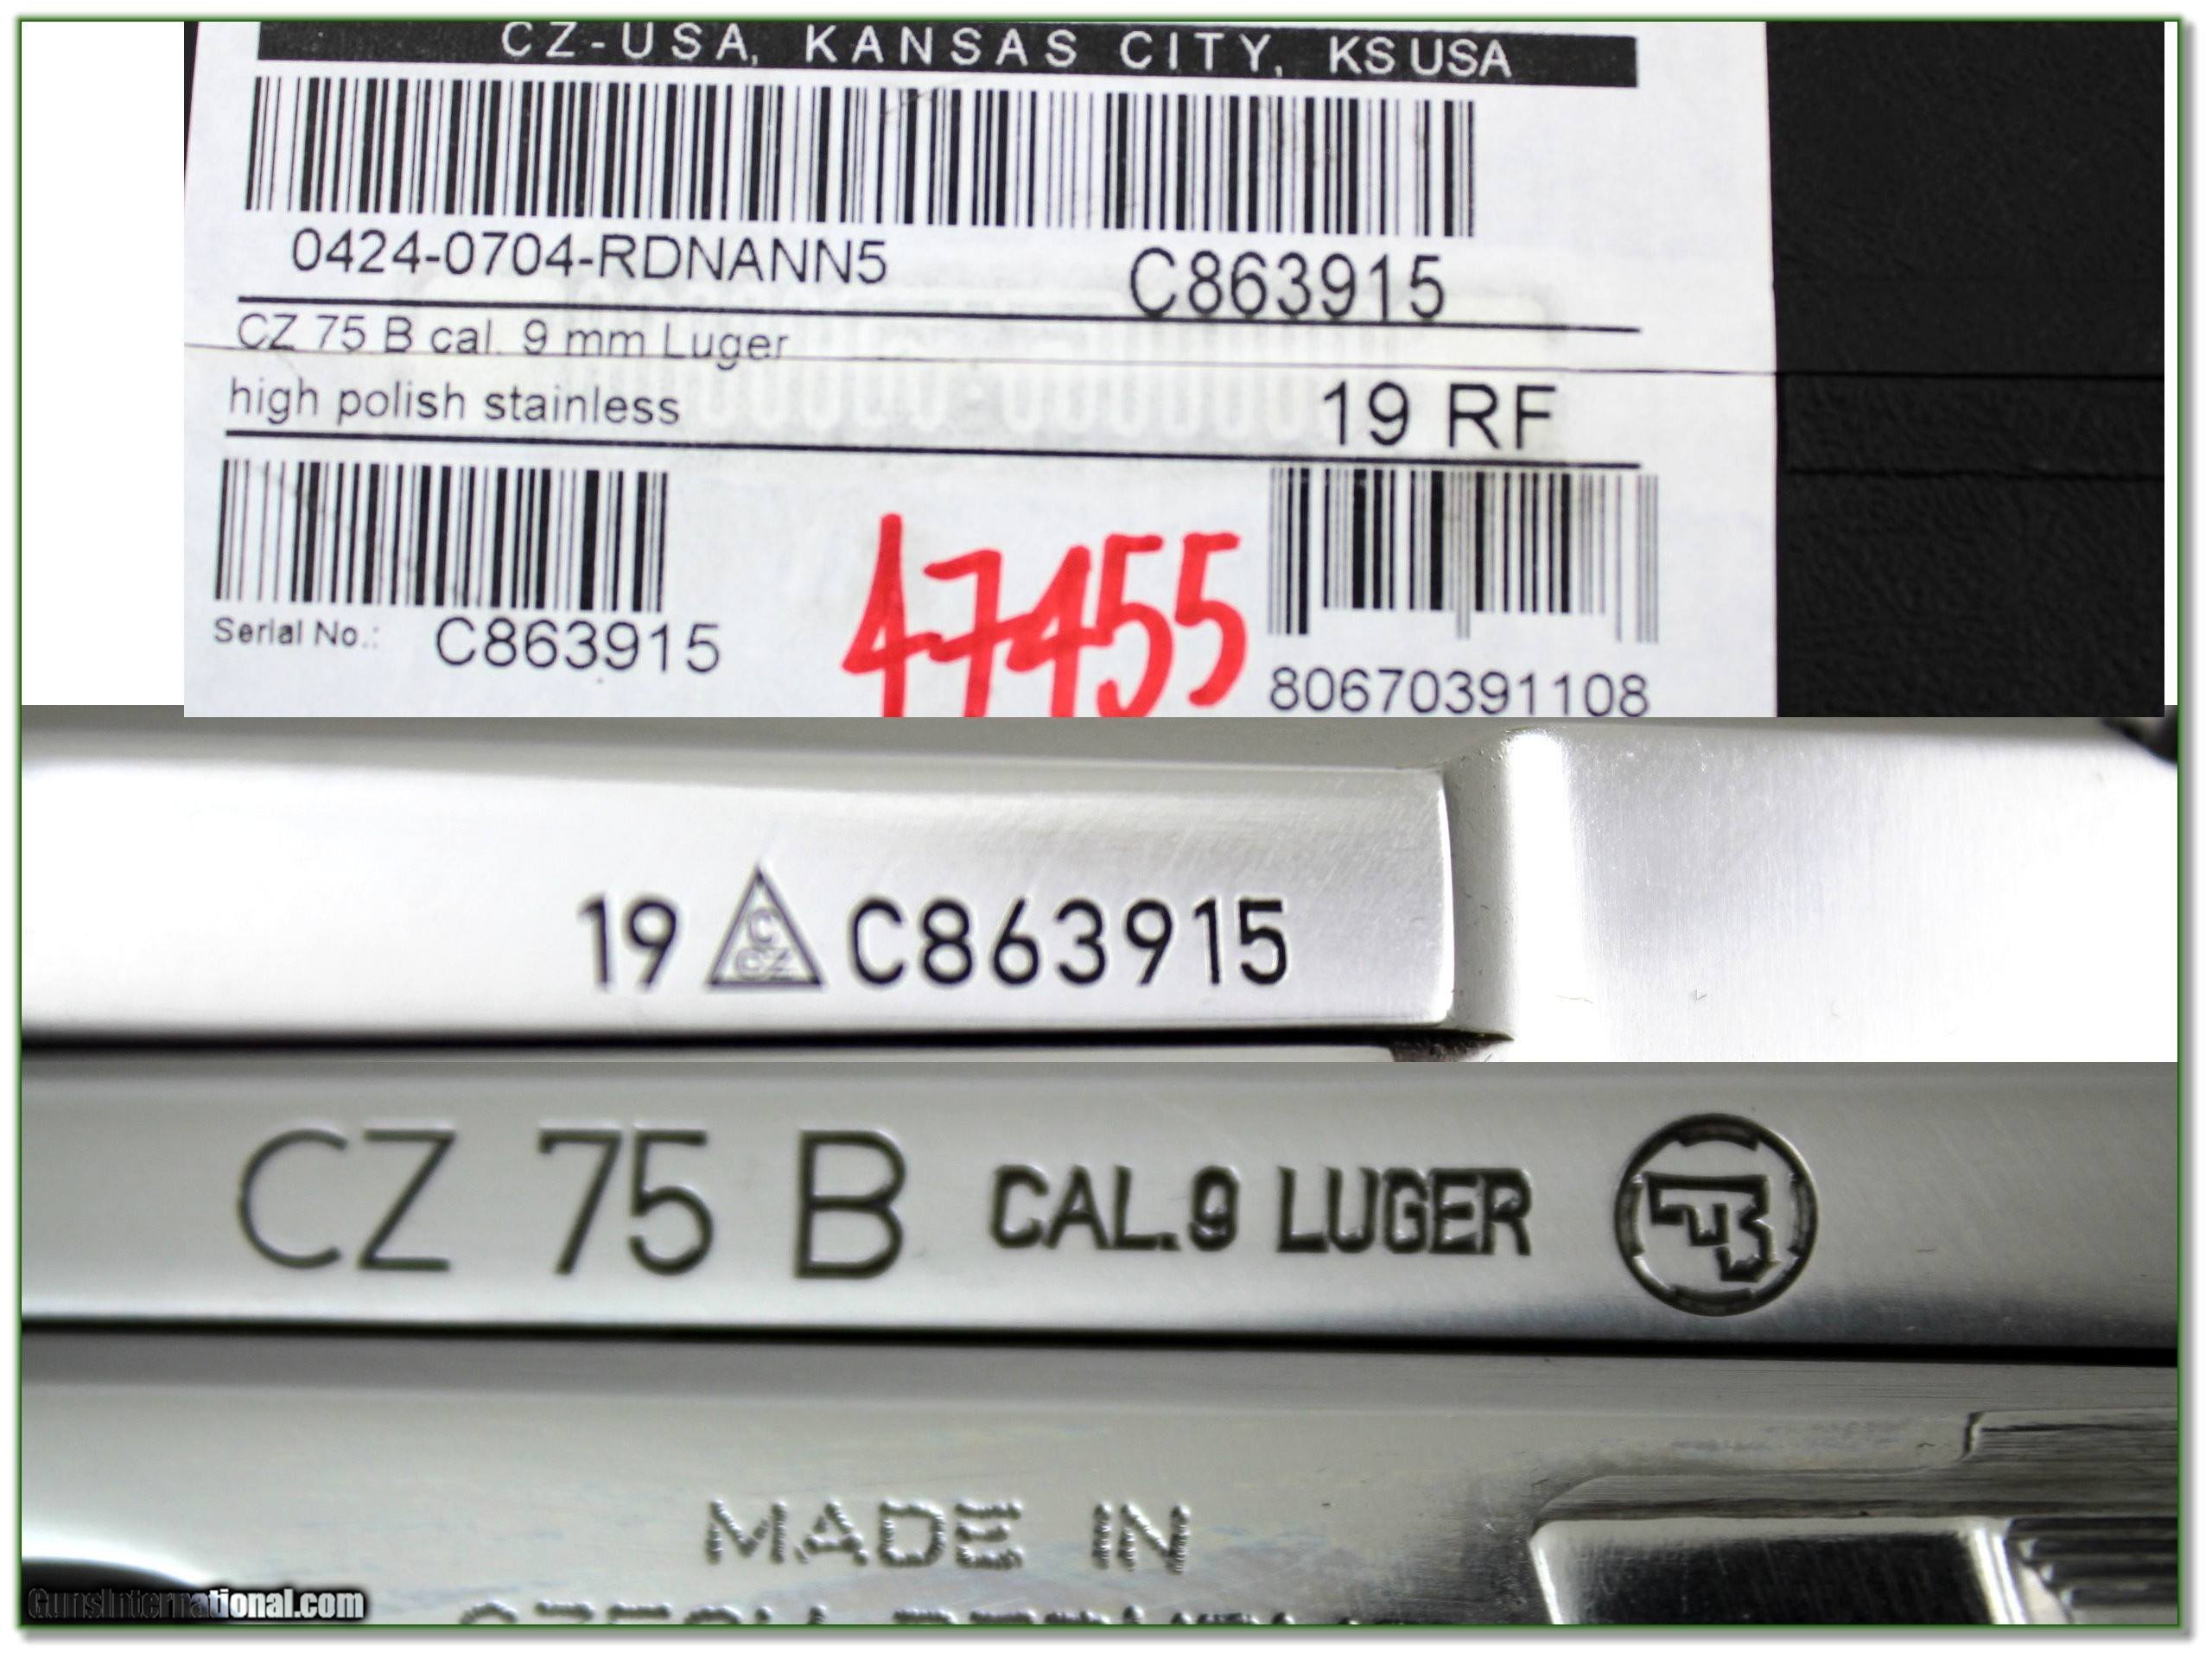 CZ-USA, KANSAS CITY, KS USA
0424-0704-RDNANN5 C863915
CZ 75 B cal. 9 mm Luger
high polish stainless 19 RF
Serial No.: C863915 47455 80670391108
19 C CZ C863915
CZ 75 B CAL.9 LUGER
MADE IN
GunsInternational.com